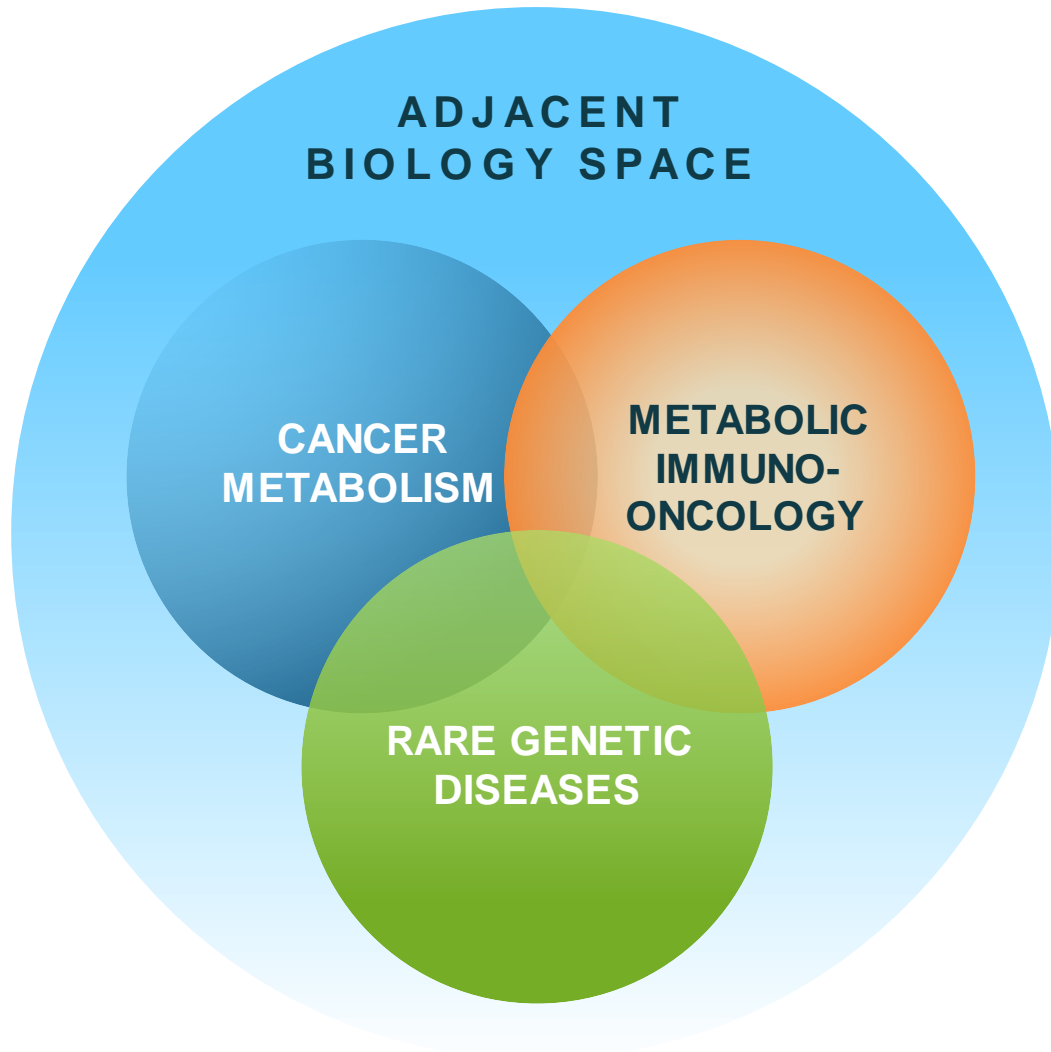 ADJACENT
BIOLOGY SPACE
CANCER
METABOLISM
METABOLIC
IMMUNO-
ONCOLOGY
RARE GENETIC
DISEASES